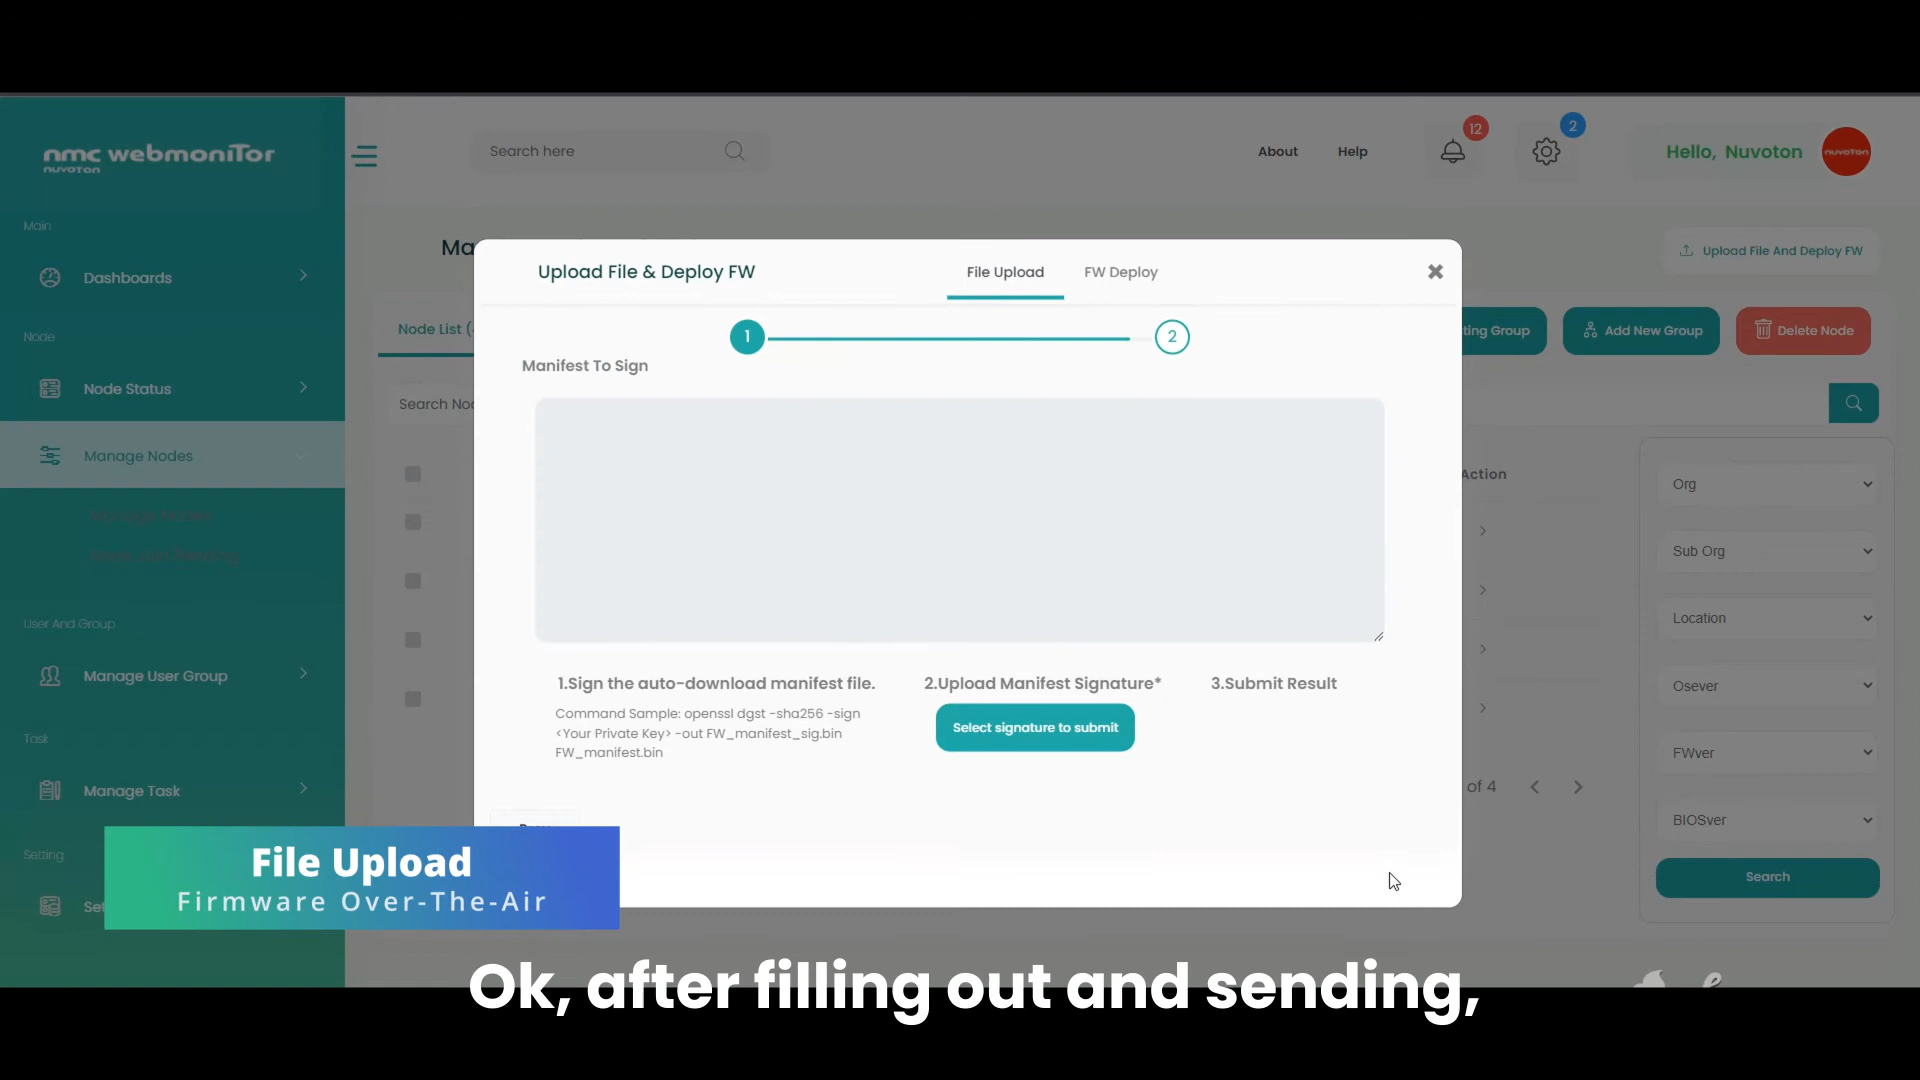 nmc webmoniTor
nuvoTon
Search here
About
Help
12
2
Hello, Nuvoton
nuvoTon
Main
Dashboards
Node
Node Status
Manage Nodes
Manage Nodes
User And Group
Manage User Group
Task
Manage Task
Setting
Upload File And Deploy FW
Node List (
ting Group
Add New Group
Delete Node
Upload File & Deploy FW
File Upload
FW Deploy
1
2
Manifest To Sign
1.Sign the auto-download manifest file.
Command Sample: openssl dgst -sha256 -sign
<Your Private Key> -out FW_manifest_sig.bin
FW_manifest.bin
2.Upload Manifest Signature*
Select signature to submit
3.Submit Result
Action
of 4
Org
Sub Org
Location
Osever
FWver
BIOSver
Search
File Upload
Firmware Over-The-Air
Ok, after filling out and sending,